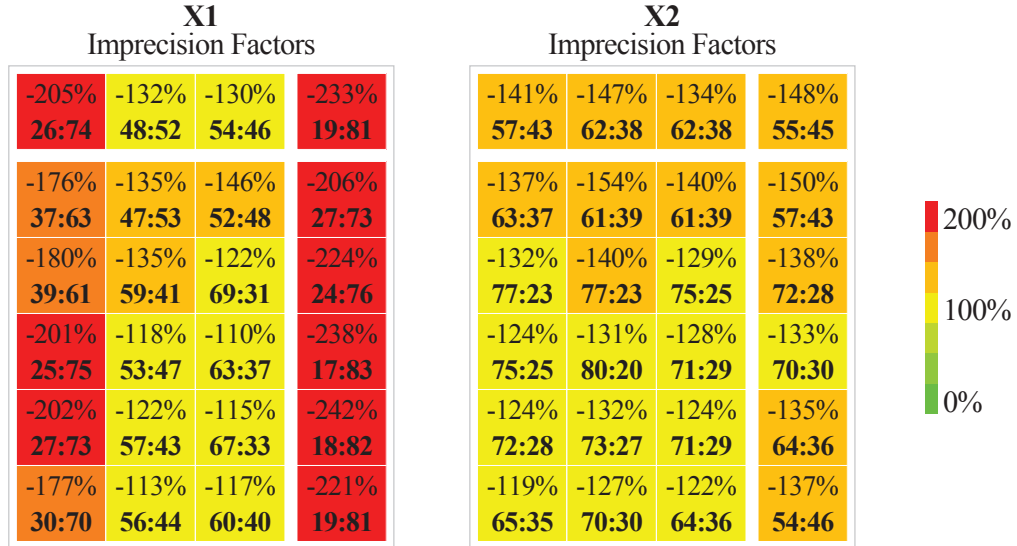 X1
Imprecision Factors
-205% -132% -130% -233%
26:74 48:52 54:46 19:81
-176% -135% -146% -206%
37:63 47:53 52:48 27:73
-180% -135% -122% -224%
39:61 59:41 69:31 24:76
-201% -118% -110% -238%
25:75 53:47 63:37 17:83
-202% -122% -115% -242%
27:73 57:43 67:33 18:82
-177% -113% -117% -221%
30:70 56:44 60:40 19:81
X2
Imprecision Factors
-141% -147% -134% -148%
57:43 62:38 62:38 55:45
-137% -154% -140% -150%
63:37 61:39 61:39 57:43
-132% -140% -129% -138%
77:23 77:23 75:25 72:28
-124% -131% -128% -133%
75:25 80:20 71:29 70:30
-124% -132% -124% -135%
72:28 73:27 71:29 64:36
-119% -127% -122% -137%
65:35 70:30 64:36 54:46
200%
100%
0%